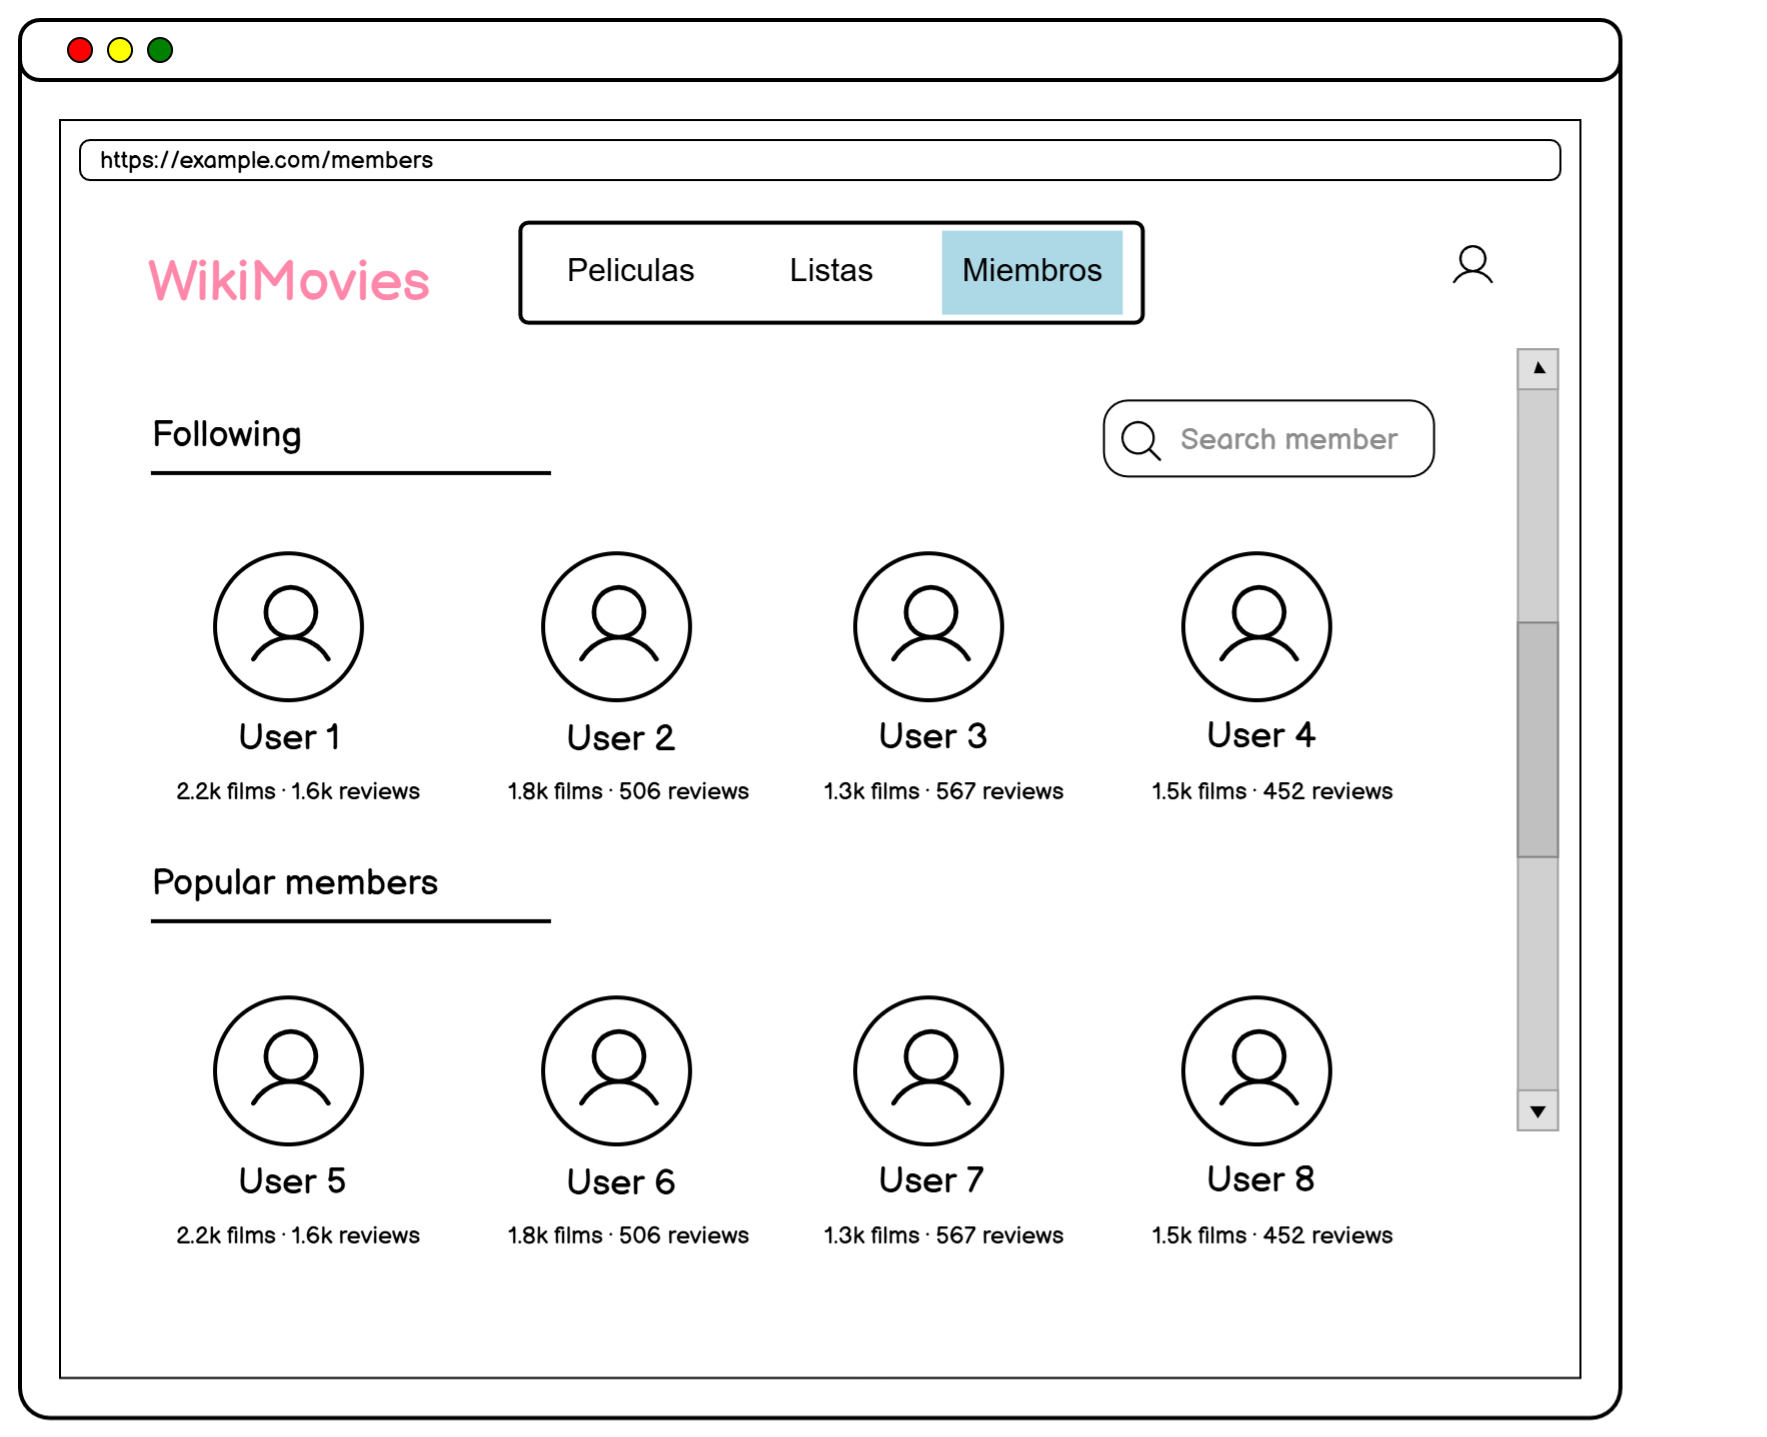 https://example.com/members
WikiMovies
Peliculas Listas Miembros
Following
Search member
User 1 User 2 User 3 User 4
2.2k films · 1.6k reviews 1.8k films · 506 reviews 1.3k films · 567 reviews 1.5k films · 452 reviews
Popular members
User 5 User 6 User 7 User 8
2.2k films · 1.6k reviews 1.8k films · 506 reviews 1.3k films · 567 reviews 1.5k films · 452 reviews